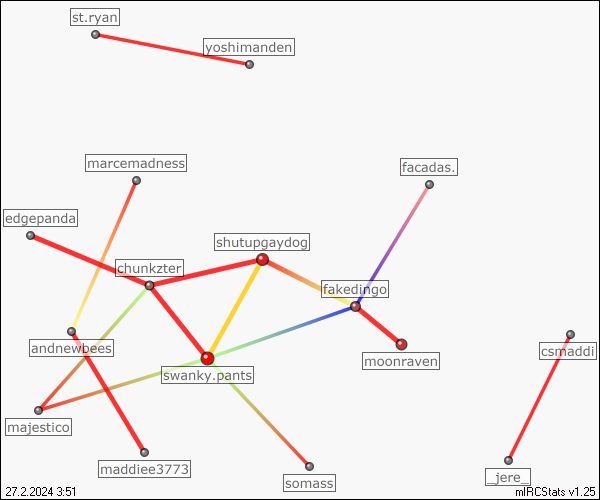 st.ryan
yoshimanden
marcemadness
facadas.
edgepanda
shutupgaydog
chunkzter
fakedingo
andnewbees
csmaddi
moonraven
swanky.pants
majestico
maddiee3773
somass
_jere_
27.2.2024 3:51
mIRCStats v1.25